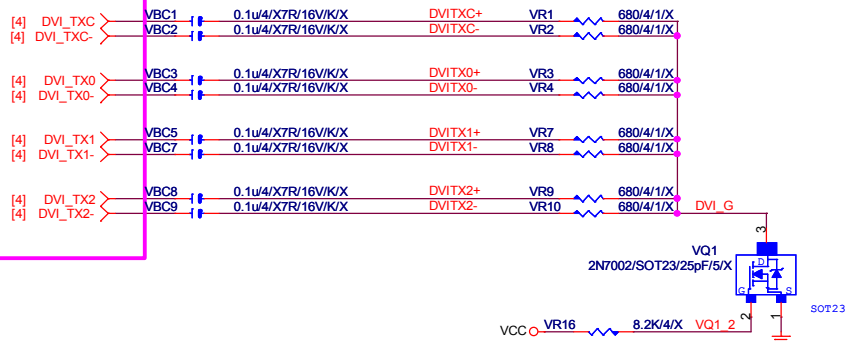 [4] DVI_TXC VBC1 0.1u/4/X7R/16V/K/X DVITXC+ VR1 680/4/1/X
[4] DVI_TXC- VBC2 0.1u/4/X7R/16V/K/X DVITXC- VR2 680/4/1/X
[4] DVI_TX0 VBC3 0.1u/4/X7R/16V/K/X DVITX0+ VR3 680/4/1/X
[4] DVI_TX0- VBC4 0.1u/4/X7R/16V/K/X DVITX0- VR4 680/4/1/X
[4] DVI_TX1 VBC5 0.1u/4/X7R/16V/K/X DVITX1+ VR7 680/4/1/X
[4] DVI_TX1- VBC7 0.1u/4/X7R/16V/K/X DVITX1- VR8 680/4/1/X
[4] DVI_TX2 VBC8 0.1u/4/X7R/16V/K/X DVITX2+ VR9 680/4/1/X
[4] DVI_TX2- VBC9 0.1u/4/X7R/16V/K/X DVITX2- VR10 680/4/1/X DVI_G
3
VQ1
2N7002/SOT23/25pF/5/X
D
G S
SOT23
2 1
VCC VR16 8.2K/4/X VQ1_2